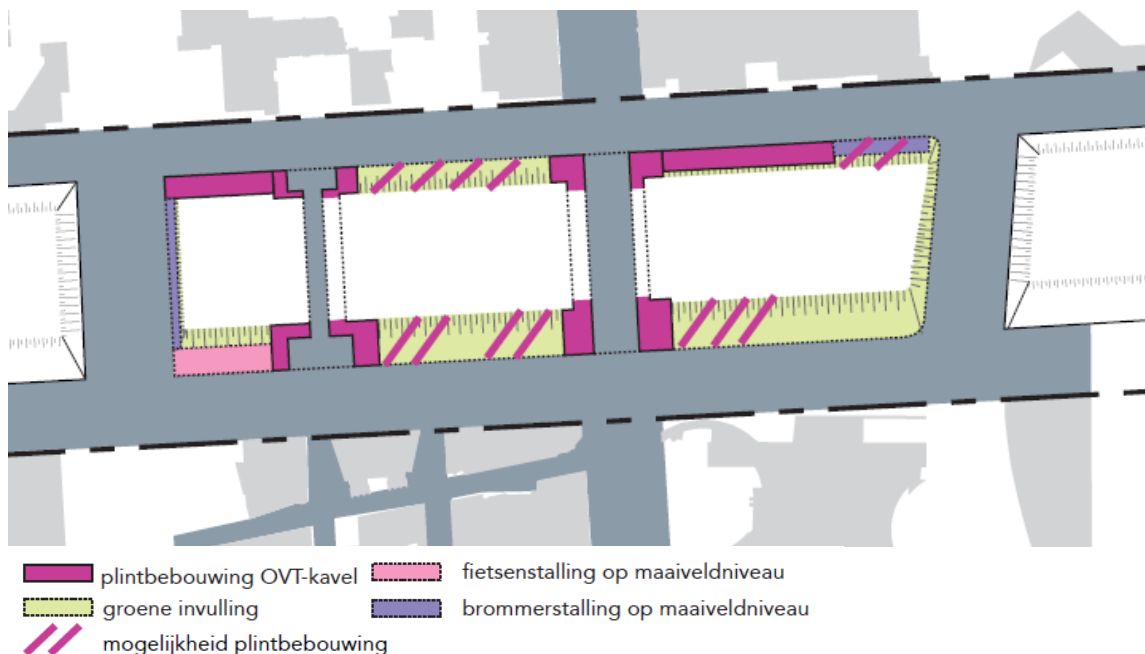 plintbebouwing OVT-kavel
fietsenstalling op maaiveldniveau
groene invulling
brommerstalling op maaiveldniveau
mogelijkheid plintbebouwing